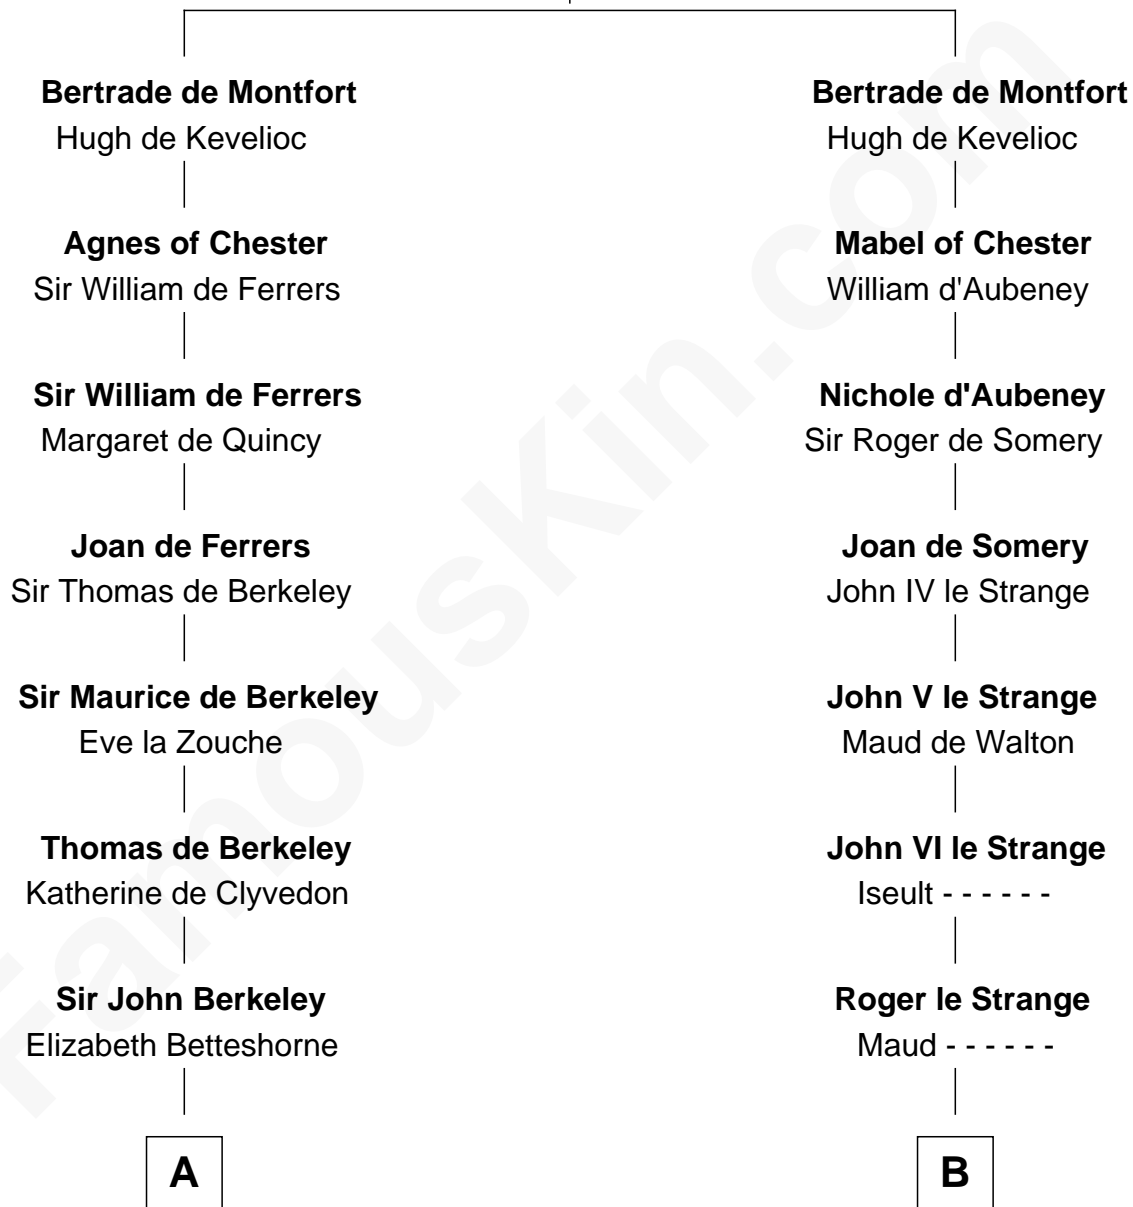 Bertrade de Montfort
Hugh de Kevelioc
Agnes of Chester
Sir William de Ferrers
Sir William de Ferrers
Margaret de Quincy
Joan de Ferrers
Sir Thomas de Berkeley
Sir Maurice de Berkeley
Eve la Zouche
Thomas de Berkeley
Katherine de Clyvedon
Sir John Berkeley
Elizabeth Betteshorne
A
Bertrade de Montfort
Hugh de Kevelioc
Mabel of Chester
William d'Aubeney
Nichole d'Aubeney
Sir Roger de Somery
Joan de Somery
John IV le Strange
John V le Strange
Maud de Walton
John VI le Strange
Iseult - - - - - -
Roger le Strange
Maud - - - - - -
B
FamousKin.com